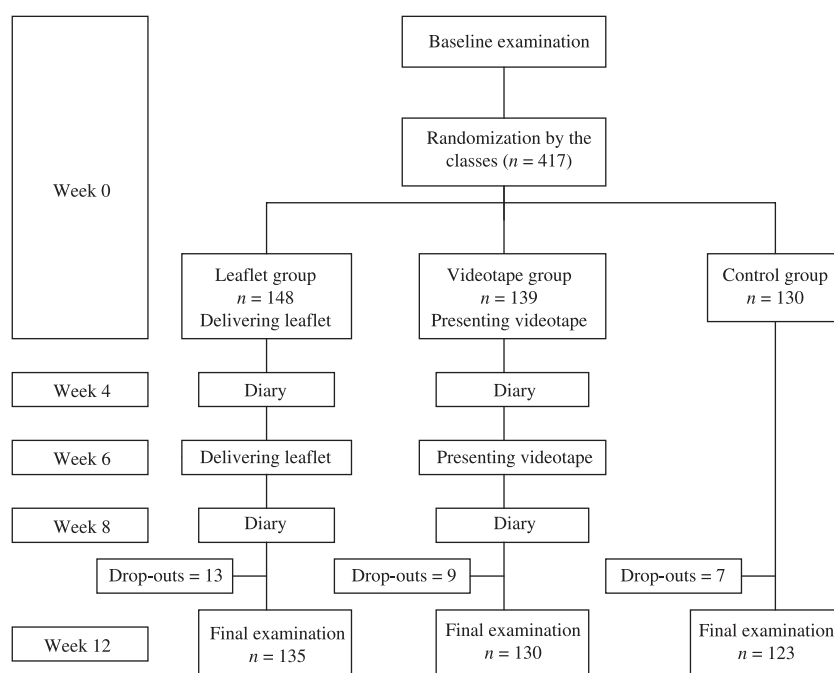 Baseline examination
Randomization by the
classes (n = 417)
Week 0
Leaflet group
n = 148
Delivering leaflet
Videotape group
n = 139
Presenting videotape
Control group
n = 130
Week 4
Diary
Diary
Week 6
Delivering leaflet
Presenting videotape
Week 8
Diary
Diary
Drop-outs = 13
Drop-outs = 9
Drop-outs = 7
Week 12
Final examination
n = 135
Final examination
n = 130
Final examination
n = 123